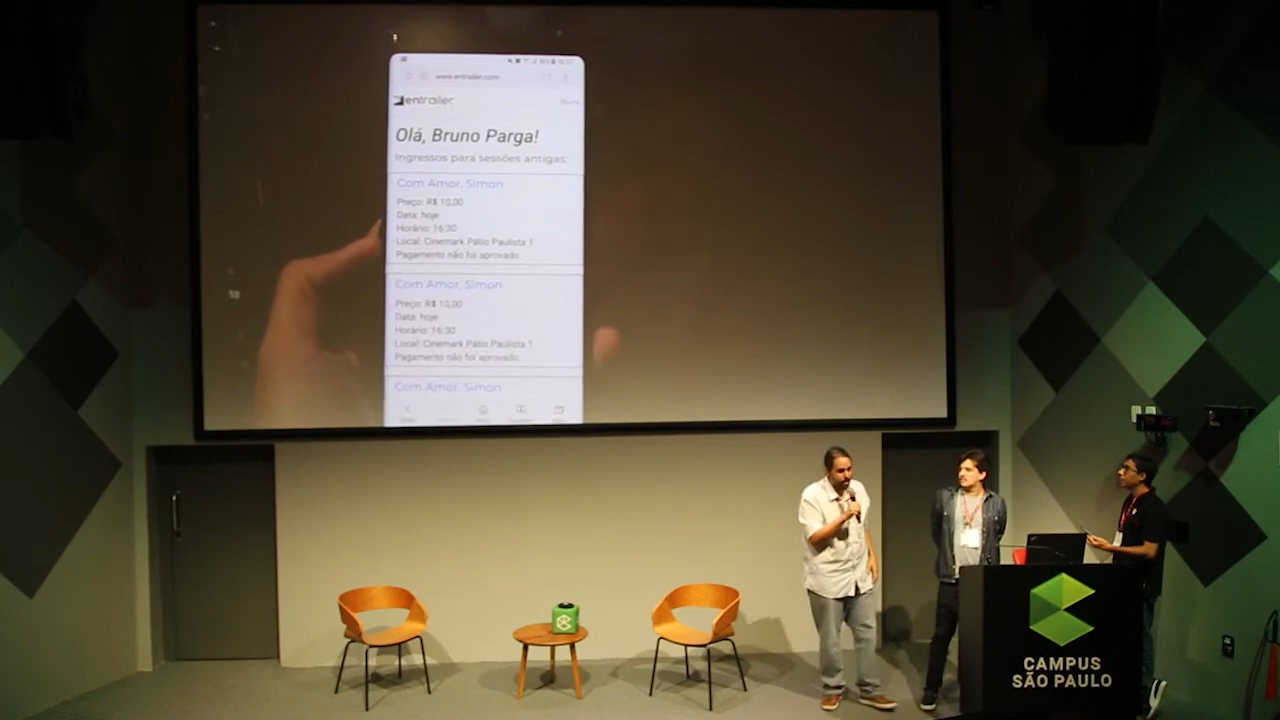 www.entrailer.com
entrailer
Olá, Bruno Parga!
Ingressos para sessões antigas:
Com Amor, Simon
Preço: R$ 10,00
Data: hoje
Horário: 16:30
Local: Cinemark Pátio Paulista 1
Pagamento não foi aprovado
Com Amor, Simon
Preço: R$ 10,00
Data: hoje
Horário: 16:30
Local: Cinemark Pátio Paulista 1
Pagamento não foi aprovado
Com Amor, Simon
CAMPUS
SÃO PAULO